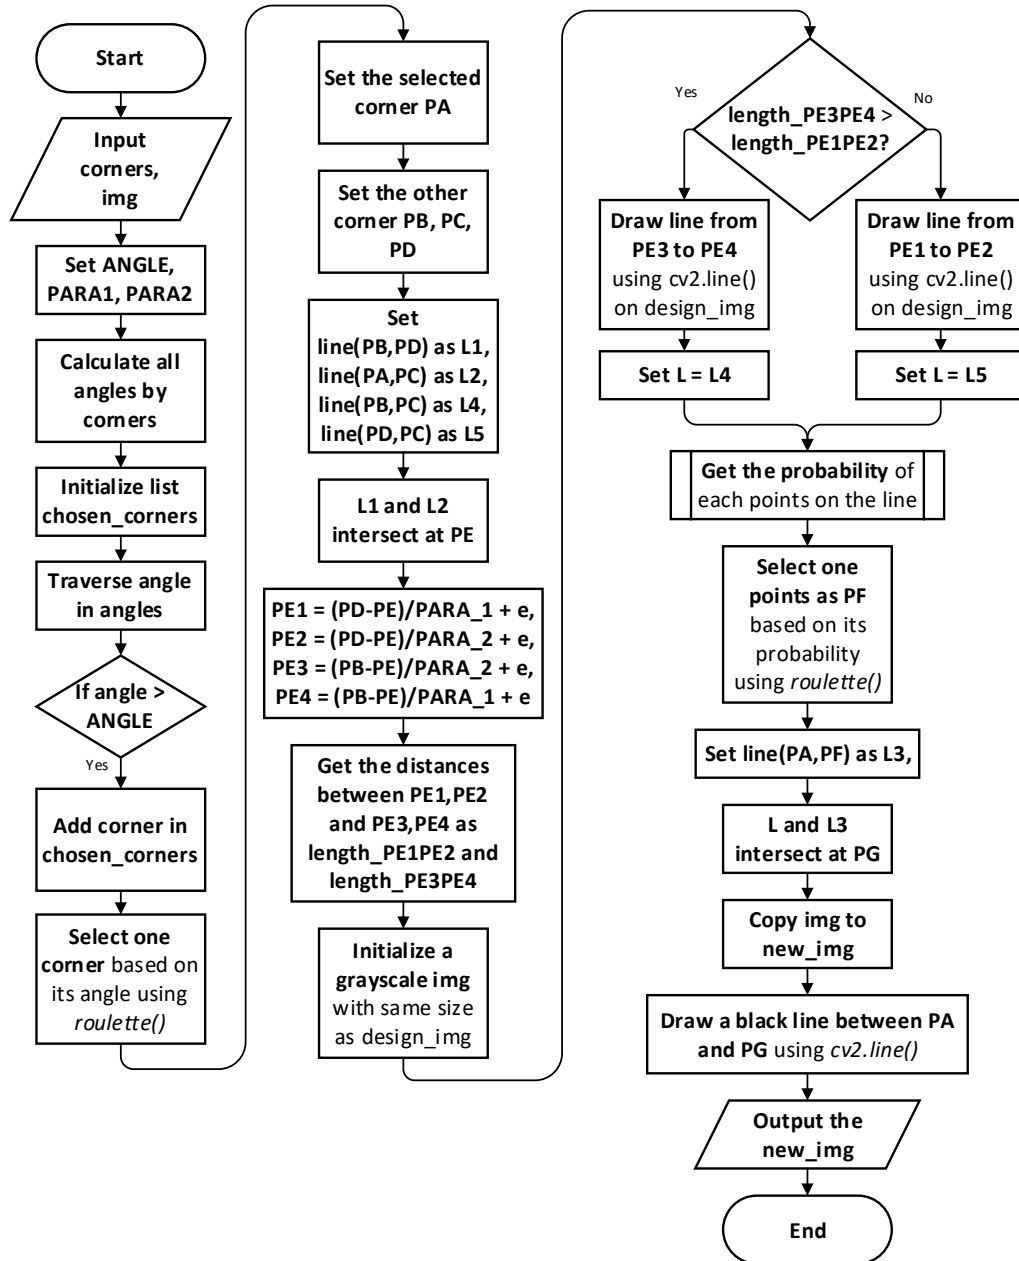 Start
Input
corners,
img
Set ANGLE,
PARA1, PARA2
Calculate all
angles by
corners
Initialize list
chosen_corners
Traverse angle
in angles
If angle >
ANGLE
Yes
Add corner in
chosen_corners
Select one
corner based on
its angle using
roulette()
Set the selected
corner PA
Set the other
corner PB, PC,
PD
Set
line(PB,PD) as L1,
line(PA,PC) as L2,
line(PB,PC) as L4,
line(PD,PC) as L5
L1 and L2
intersect at PE
PE1 = (PD-PE)/PARA_1 + e,
PE2 = (PD-PE)/PARA_2 + e,
PE3 = (PB-PE)/PARA_2 + e,
PE4 = (PB-PE)/PARA_1 + e
Get the distances
between PE1,PE2
and PE3,PE4 as
length_PE1PE2 and
length_PE3PE4
Initialize a
grayscale img
with same size
as design_img
length_PE3PE4 >
length_PE1PE2?
Yes
No
Draw line from
PE3 to PE4
using cv2.line()
on design_img
Draw line from
PE1 to PE2
using cv2.line()
on design_img
Set L = L4
Set L = L5
Get the probability of
each points on the line
Select one
points as PF
based on its
probability
using roulette()
Set line(PA,PF) as L3,
L and L3
intersect at PG
Copy img to
new_img
Draw a black line between PA
and PG using cv2.line()
Output the
new_img
End